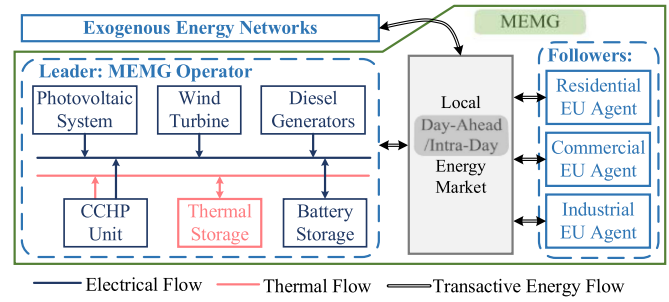 Exogenous Energy Networks
MEMG
Leader: MEMG Operator
Photovoltaic
System
Wind
Turbine
Diesel
Generators
CCHP
Unit
Thermal
Storage
Battery
Storage
Local
Day-Ahead
/Intra-Day
Energy
Market
Followers:
Residential
EU Agent
Commercial
EU Agent
Industrial
EU Agent
Electrical Flow
Thermal Flow
Transactive Energy Flow